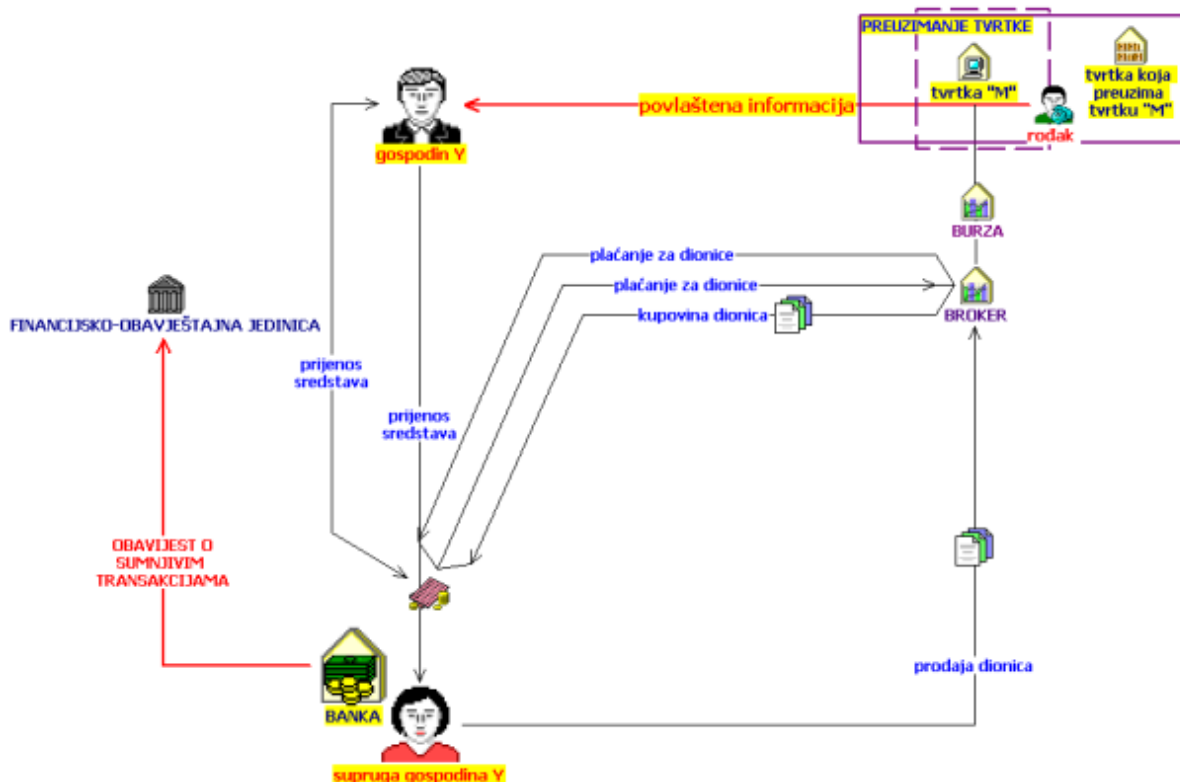 PREUZIMANJE TVRTKE
tvrtka "M"
tvrtka koja
preuzima
tvrtku "M"
povlaštena informacija
rođak
gospodin Y
BURZA
plaćanje za dionice
plaćanje za dionice
kupovina dionica
BROKER
FINANCIJSKO-OBAVJEŠTAJNA JEDINICA
prijenos
sredstava
prijenos
sredstava
OBAVIJEST O
SUMNJIVIM
TRANSAKCIJAMA
prodaja dionica
BANKA
supruga gospodina Y